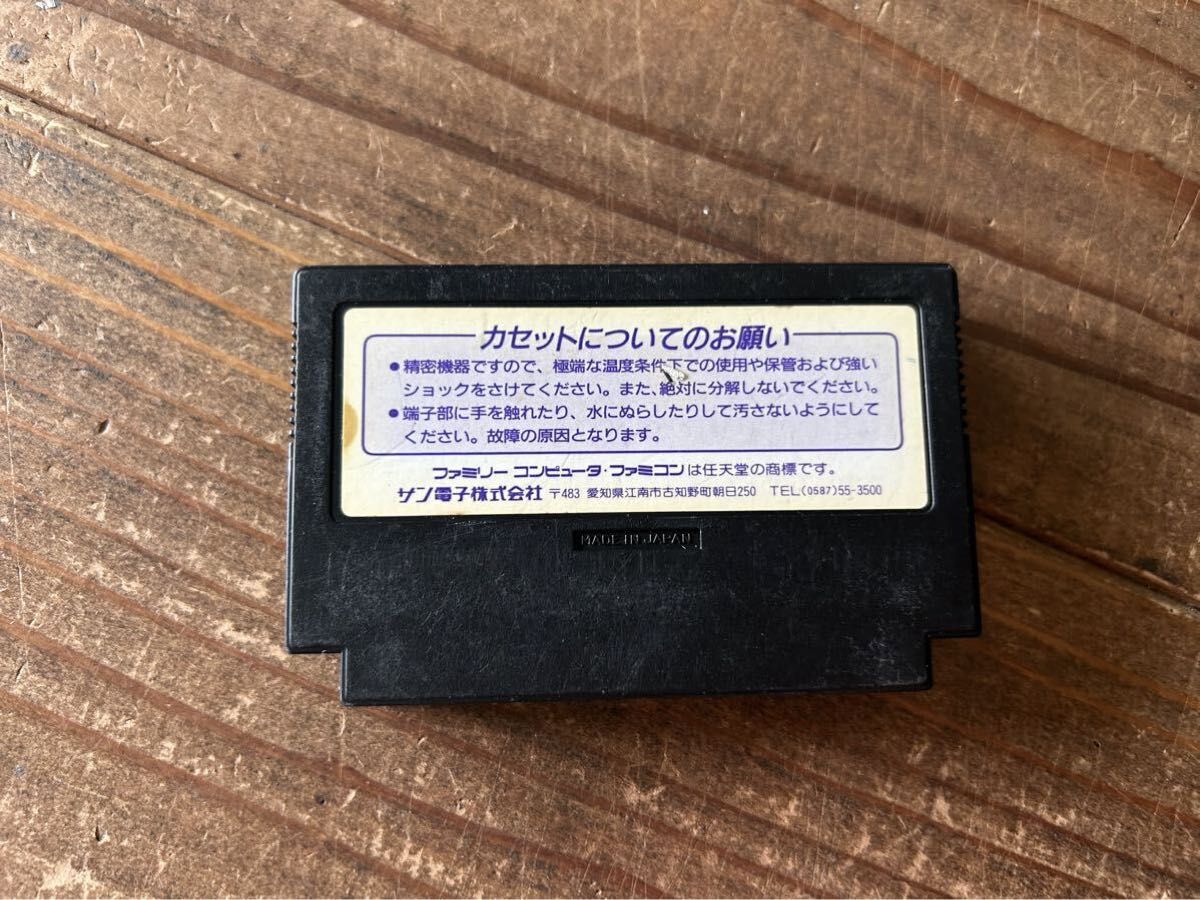 カセットについてのお願い
●精密機器ですので、極端な温度条件下での使用や保管および強い
ショックをさけてください。また、絶対に分解しないでください。
●端子部に手を触れたり、水にぬらしたりして汚さないようにして
ください。故障の原因となります。
ファミリー コンピュータ・ファミコンは任天堂の商標です。
サン電子株式会社 〒483 愛知県江南市古知野町朝日250 TEL(0587)55-3500
MADE IN JAPAN